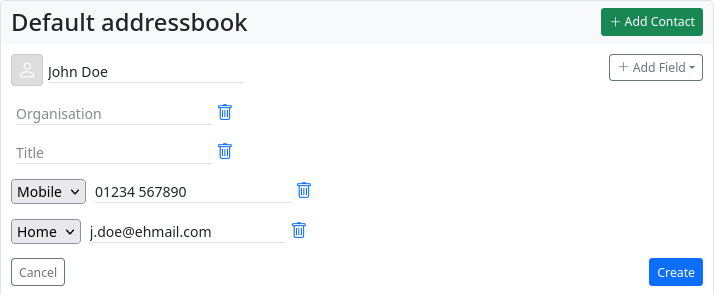 Default addressbook
+ Add Contact
John Doe
+ Add Field
Organisation
Title
Mobile 01234 567890
Home j.doe@ehmail.com
Cancel
Create